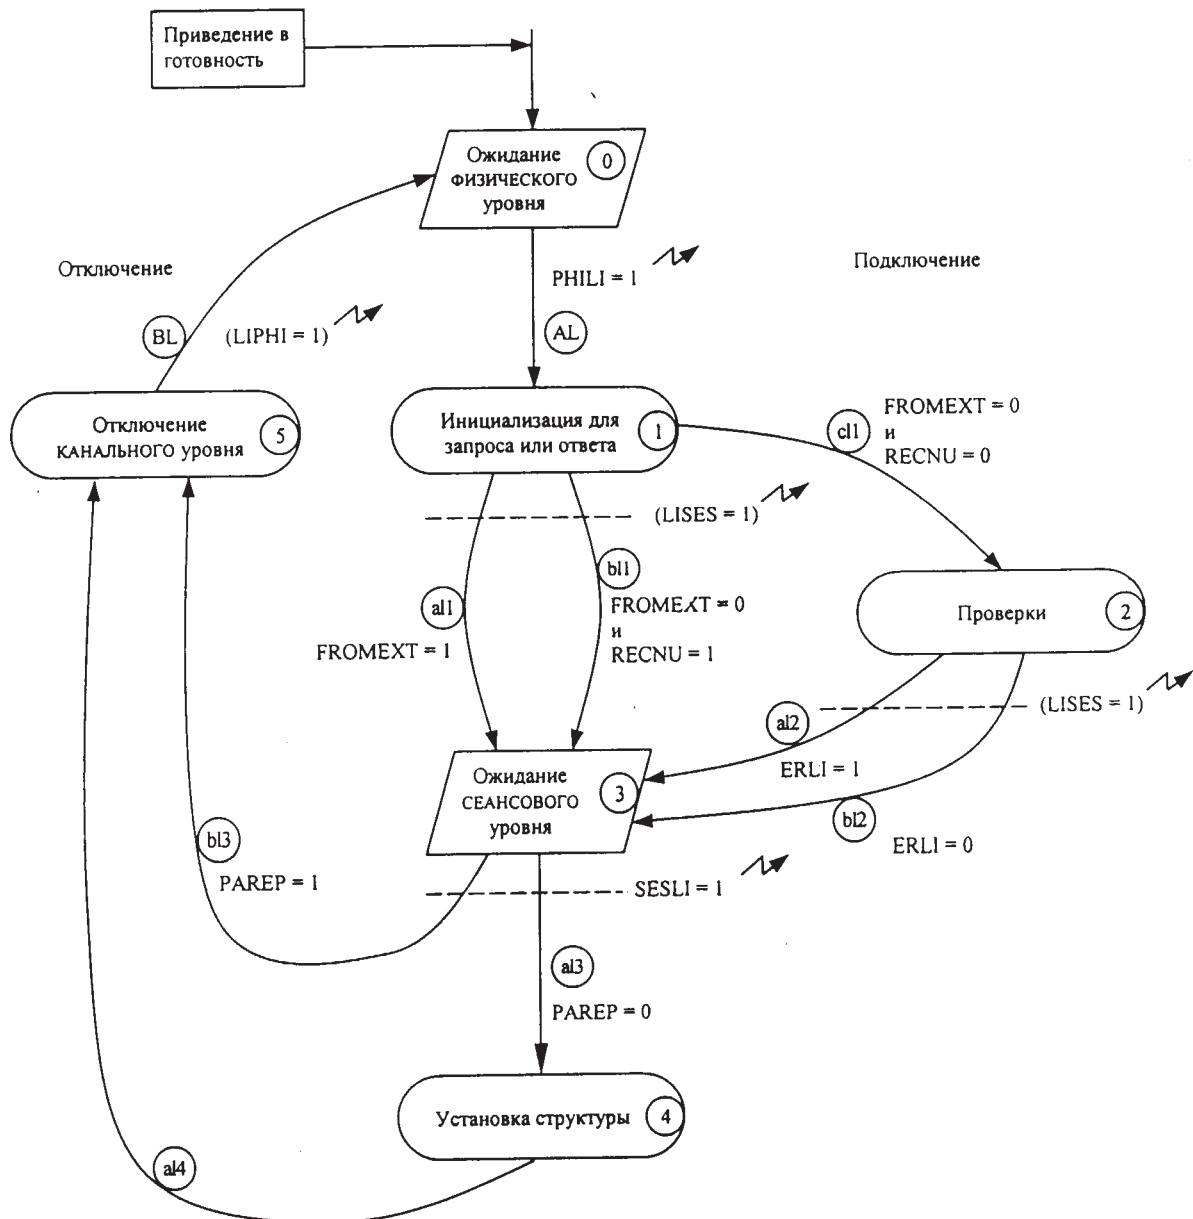 Приведение в
готовность
Ожидание
ФИЗИЧЕСКОГО
уровня
0
Отключение
PHILI = 1
Подключение
BL
(LIPHI = 1)
AL
Отключение
КАНАЛЬНОГО уровня
5
Инициализация для
запроса или ответа
1
cl1
FROMEXT = 0
и
RECNU = 0
(LISES = 1)
al1
FROMEXT = 1
bl1
FROMEXT = 0
и
RECNU = 1
Проверки
2
(LISES = 1)
al2
ERLI = 1
Ожидание
СЕАНСОВОГО
уровня
3
bl2
ERLI = 0
bl3
PAREP = 1
SESLI = 1
al3
PAREP = 0
Установка структуры
4
al4